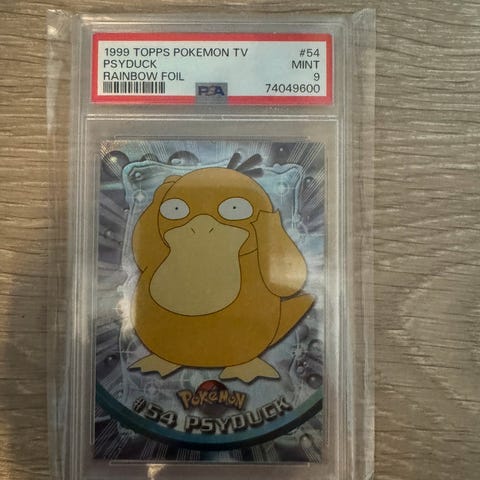 1999 TOPPS POKEMON TV #54
PSYDUCK MINT
RAINBOW FOIL PSA 9
74049600
POKéMON
#54 PSYDUCK